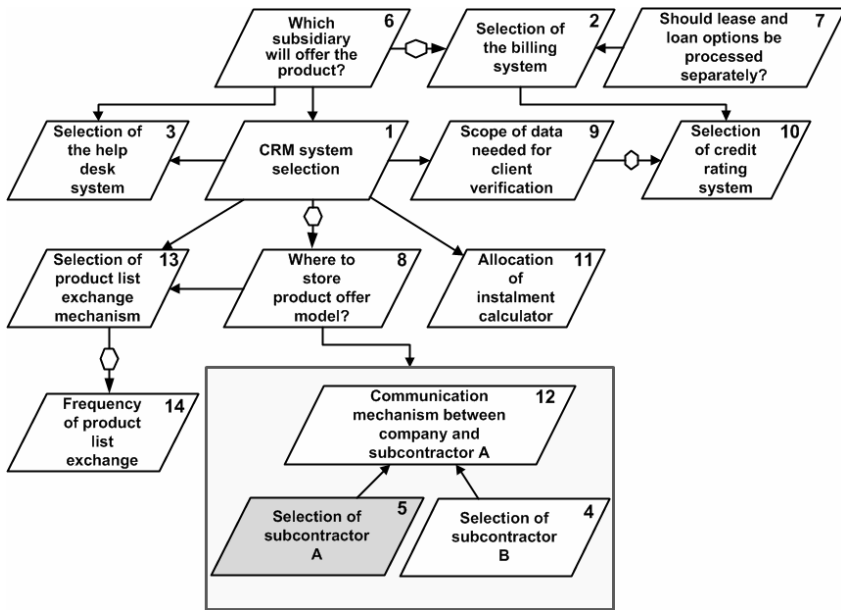 Which
subsidiary
will offer the
product?
6
Selection of
the billing
system
2
Should lease and
loan options be
processed
separately?
7
Selection of
the help
desk
system
3
CRM system
selection
1
Scope of data
needed for
client
verification
9
Selection
of credit
rating
system
10
Selection of
product list
exchange
mechanism
13
Where to
store
product offer
model?
8
Allocation
of
instalment
calculator
11
Frequency
of product
list
exchange
14
Communication
mechanism between
company and
subcontractor A
12
Selection of
subcontractor
A
5
Selection of
subcontractor
B
4